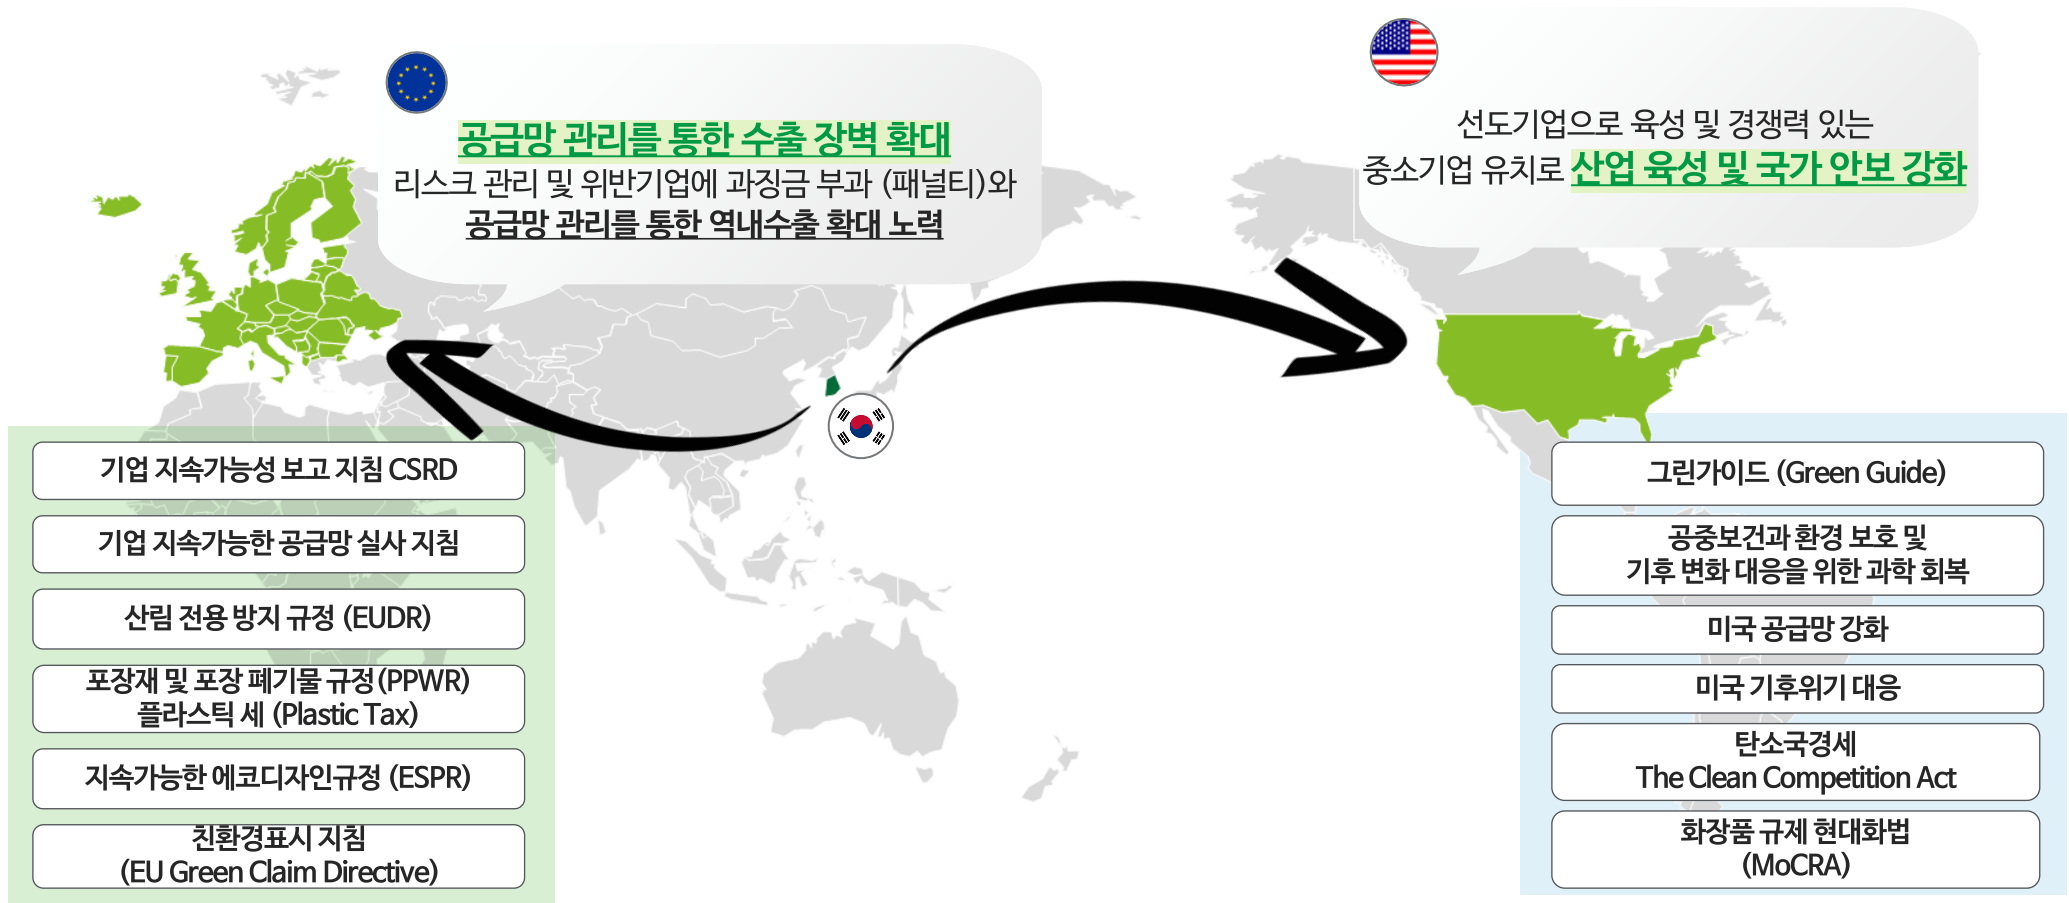 공급망 관리를 통한 수출 장벽 확대
리스크 관리 및 위반기업에 과징금 부과 (패널티)와
공급망 관리를 통한 역내수출 확대 노력
선도기업으로 육성 및 경쟁력 있는
중소기업 유치로 산업 육성 및 국가 안보 강화
기업 지속가능성 보고 지침 CSRD
기업 지속가능한 공급망 실사 지침
산림 전용 방지 규정 (EUDR)
포장재 및 포장 폐기물 규정(PPWR)
플라스틱 세 (Plastic Tax)
지속가능한 에코디자인규정 (ESPR)
친환경표시 지침
(EU Green Claim Directive)
그린가이드 (Green Guide)
공중보건과 환경 보호 및
기후 변화 대응을 위한 과학 회복
미국 공급망 강화
미국 기후위기 대응
탄소국경세
The Clean Competition Act
화장품 규제 현대화법
(MoCRA)